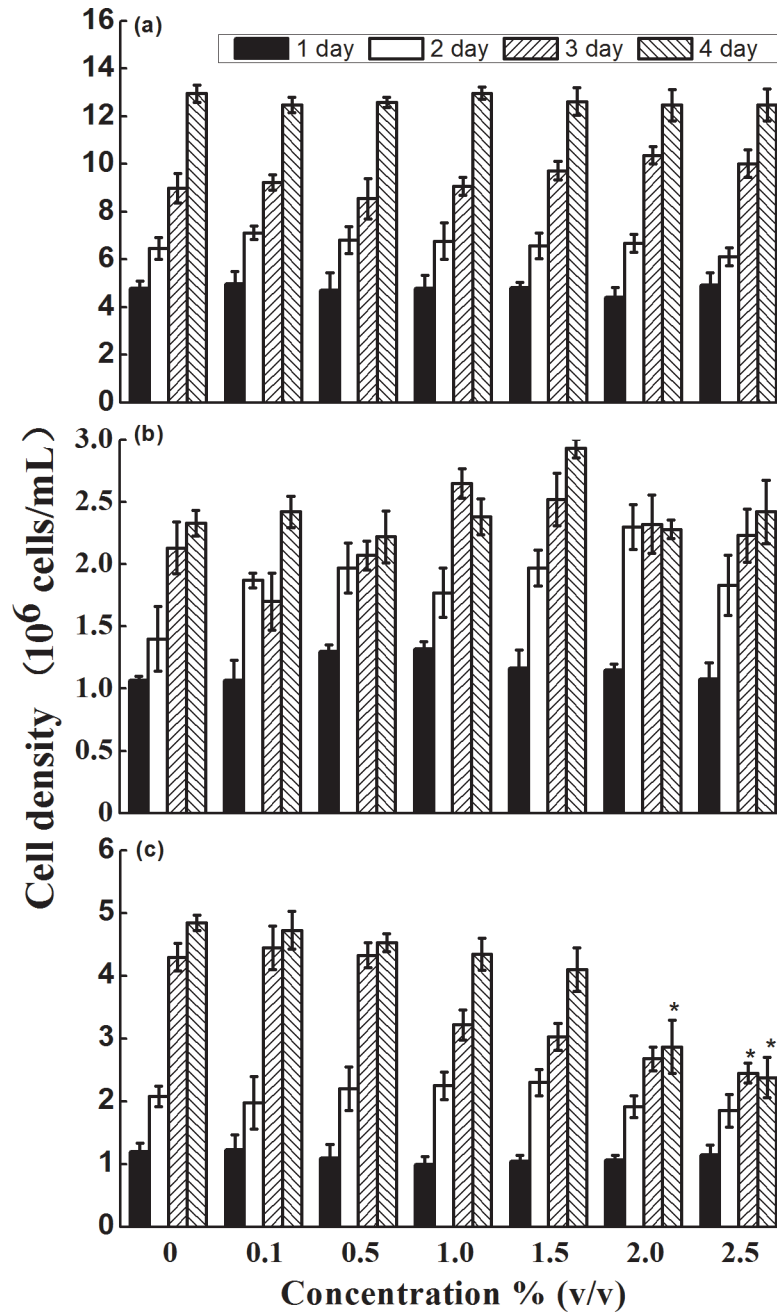 (a)
1 day 2 day 3 day 4 day
16
14
12
10
8
6
4
2
0
(b)
3.0
2.5
2.0
1.5
1.0
0.5
0
(c)
6
5
4
3
2
1
0
* * *
Cell density (10⁶ cells/mL)
0 0.1 0.5 1.0 1.5 2.0 2.5
Concentration % (v/v)